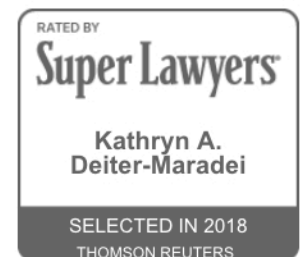 RATED BY
Super Lawyers
Kathryn A.
Deiter-Maradei
SELECTED IN 2018
THOMSON REUTERS